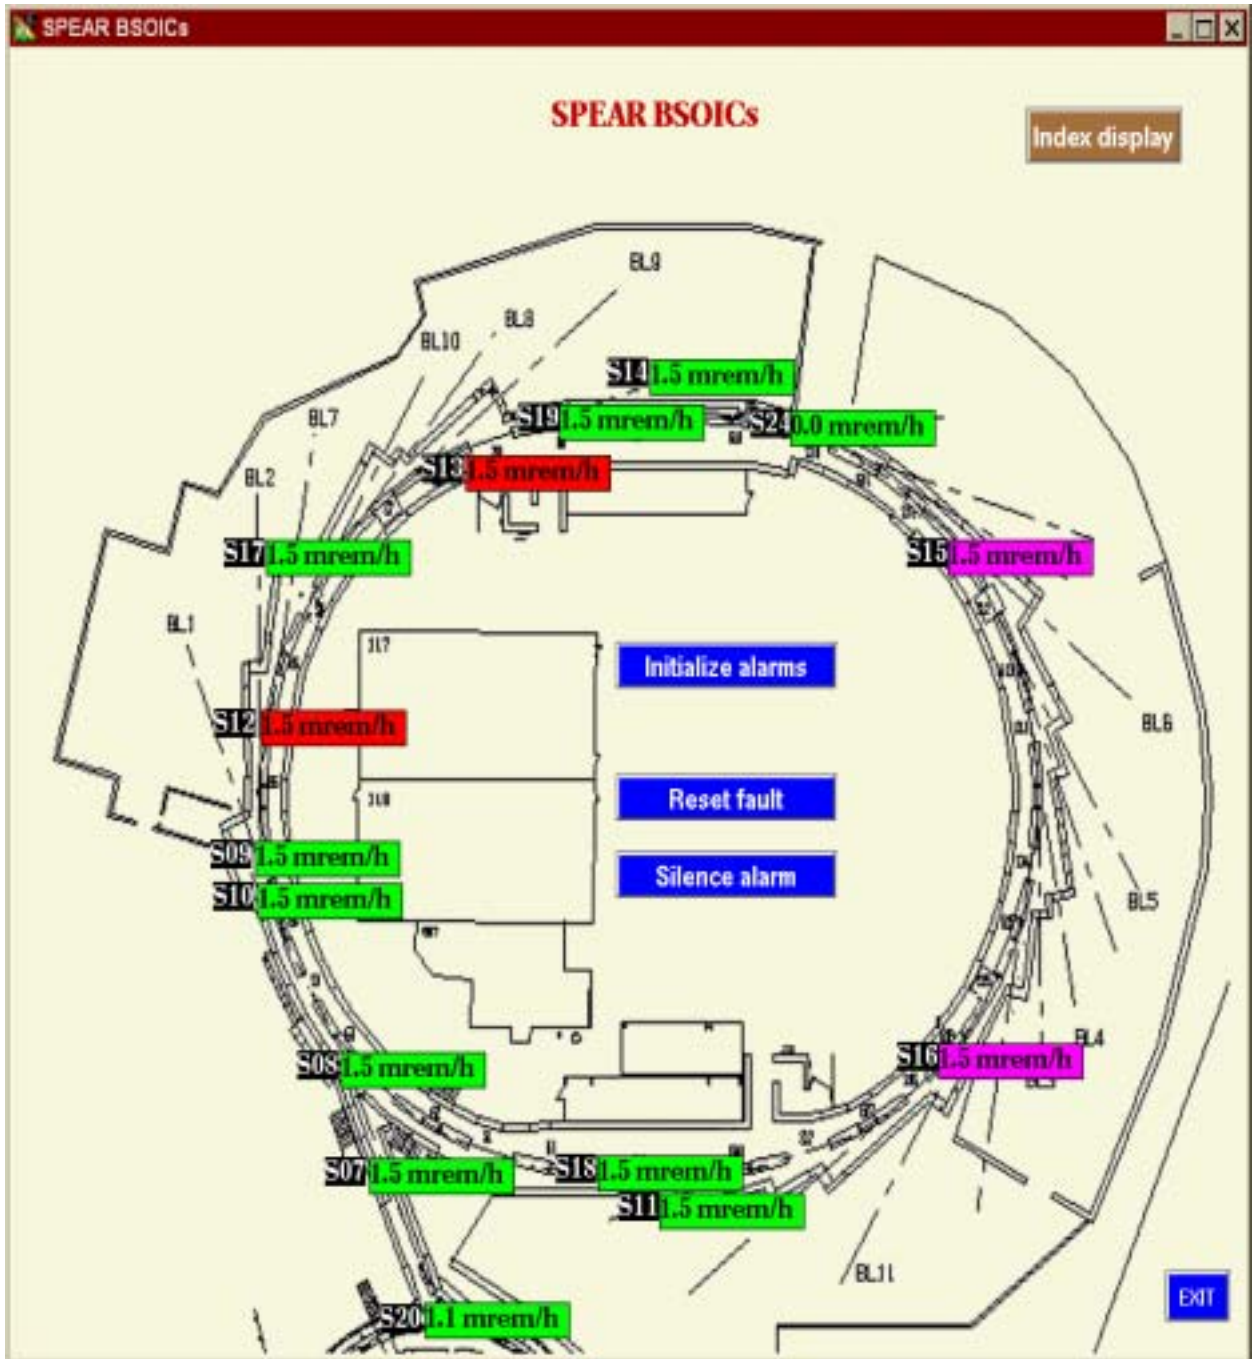 SPEAR BSOICs
SPEAR BSOICs
Index display
BL9
BL8
BL10
S14 1.5 mrem/h
BL7
S19 1.5 mrem/h
0.0 mrem/h
BL2
S13 1.5 mrem/h
S17 1.5 mrem/h
S15 1.5 mrem/h
BL1
117
Initialize alarms
S12 1.5 mrem/h
BL6
Reset fault
118
S09 1.5 mrem/h
Silence alarm
S10 1.5 mrem/h
BL5
BL4
S08 1.5 mrem/h
S16 1.5 mrem/h
S07 1.5 mrem/h
S18 1.5 mrem/h
S11 1.5 mrem/h
BL11
EXIT
S20 1.1 mrem/h